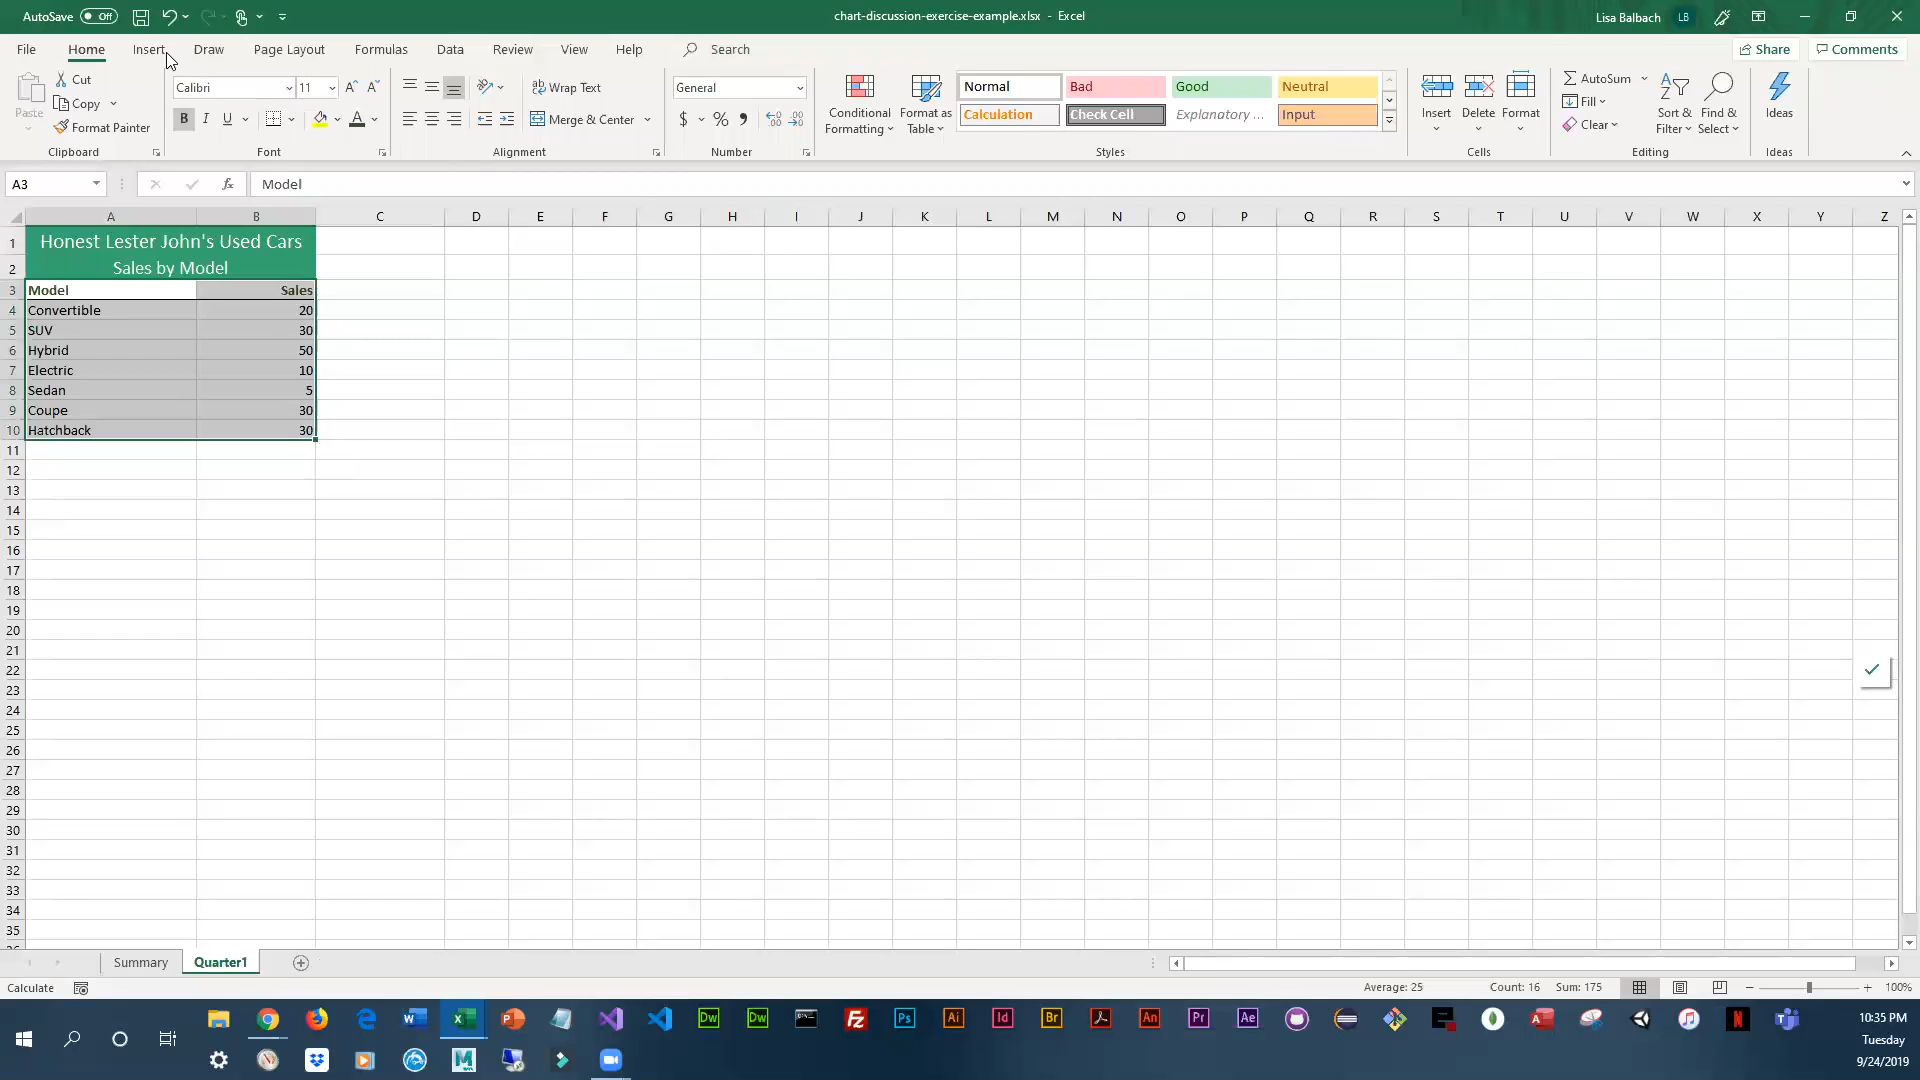 AutoSave Off
chart-discussion-exercise-example.xlsx - Excel
Lisa Balbach LB
File Home Insert Draw Page Layout Formulas Data Review View Help Search
Share Comments
Paste
Cut
Copy
Format Painter
Clipboard
Calibri 11
B I U
Font
Wrap Text
Merge & Center
Alignment
General
$ %
Number
Conditional Formatting
Format as Table
Normal Bad Good Neutral
Calculation Check Cell Explanatory ... Input
Styles
Insert Delete Format
Cells
AutoSum
Fill
Clear
Sort & Filter
Find & Select
Editing
Ideas
Ideas
A3
fx
Model
A B C D E F G H I J K L M N O P Q R S T U V W X Y Z
1 Honest Lester John's Used Cars
2 Sales by Model
3 Model Sales
4 Convertible 20
5 SUV 30
6 Hybrid 50
7 Electric 10
8 Sedan 5
9 Coupe 30
10 Hatchback 30
11
12
13
14
15
16
17
18
19
20
21
22
23
24
25
26
27
28
29
30
31
32
33
34
35
Summary Quarter1
Calculate
Average: 25 Count: 16 Sum: 175
100%
10:35 PM
Tuesday
9/24/2019